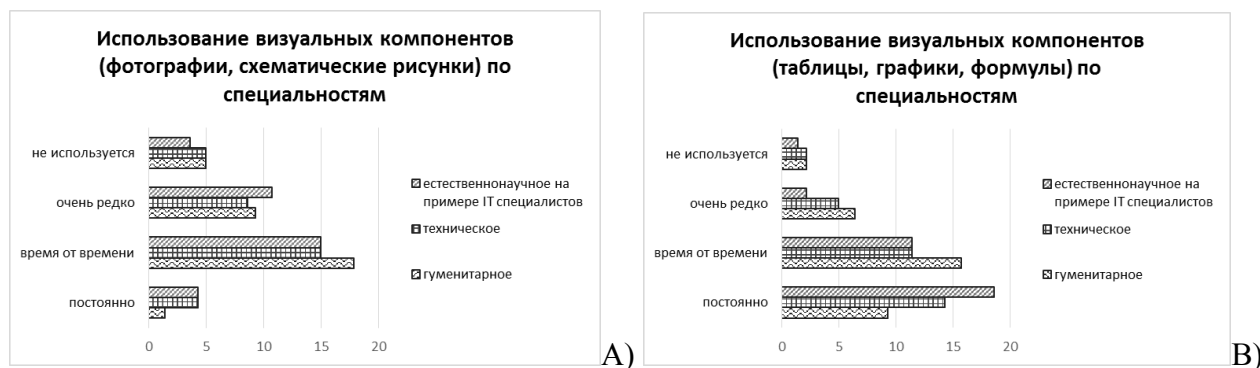 Использование визуальных компонентов
(фотографии, схематические рисунки) по
специальностям
не используется
очень редко
время от времени
постоянно
0 5 10 15 20
естественнонаучное на
примере IT специалистов
техническое
гуменитарное
А)
Использование визуальных компонентов
(таблицы, графики, формулы) по
специальностям
не используется
очень редко
время от времени
постоянно
0 5 10 15 20
естественнонаучное на
примере IT специалистов
техническое
гуменитарное
В)